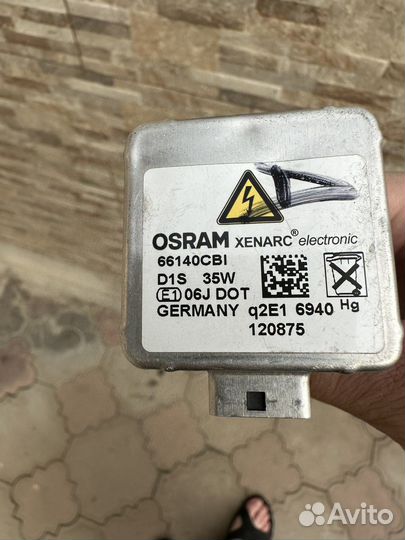 OSRAM XENARC® electronic
66140CBI
D1S 35W
E1 06J DOT
GERMANY q2E1 6940 Hg
120875
Avito